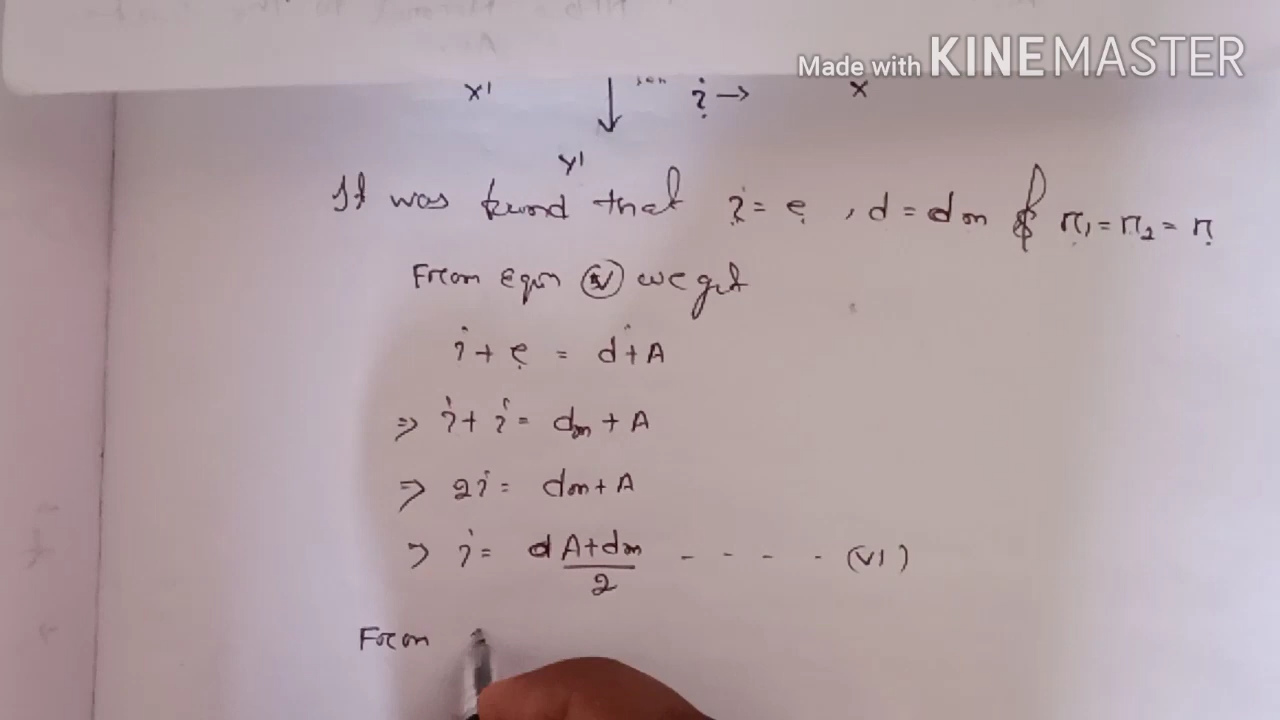 Made with KINEMASTER
X' i → X
Y'
It was found that i = e , d = dm & r1 = r2 = r
From eqn (V) we get
i + e = d + A
⇒ i + i = dm + A
⇒ 2i = dm + A
⇒ i = d A+dm/2 - - - - (VI)
From